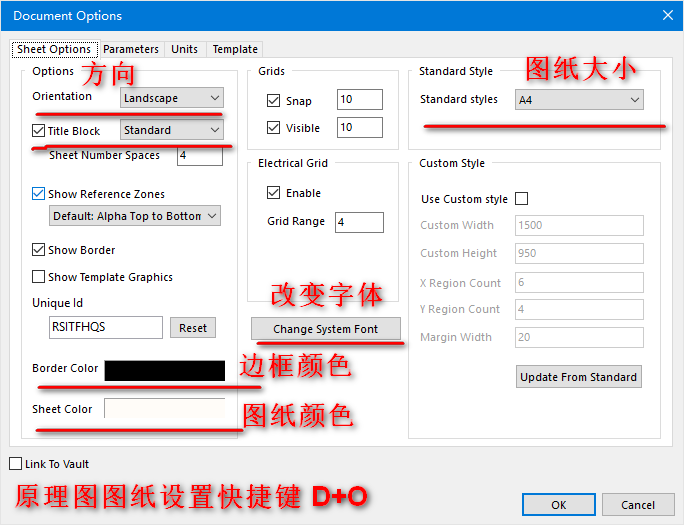 Document Options
Sheet Options Parameters Units Template
Options 方向
Orientation Landscape
Title Block Standard
Sheet Number Spaces 4
Show Reference Zones
Default: Alpha Top to Bottom
Show Border
Show Template Graphics
Unique Id
RSITFHQS Reset
Border Color 边框颜色
Sheet Color 图纸颜色
Grids
Snap 10
Visible 10
Electrical Grid
Enable
Grid Range 4
改变字体
Change System Font
Standard Style 图纸大小
Standard styles A4
Custom Style
Use Custom style
Custom Width 1500
Custom Height 950
X Region Count 6
Y Region Count 4
Margin Width 20
Update From Standard
Link To Vault
原理图图纸设置快捷键 D+O
OK Cancel